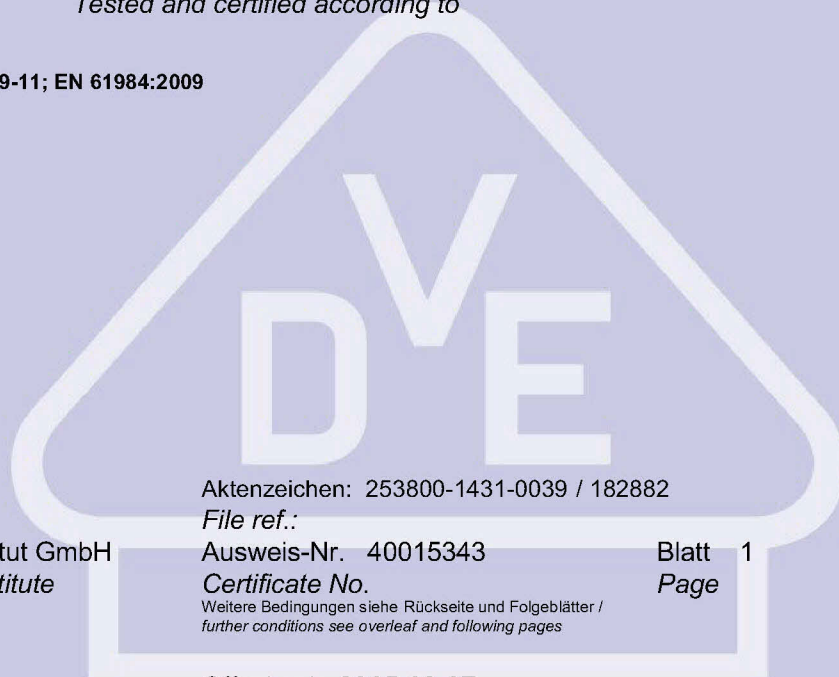 Tested and certified according to
9-11; EN 61984:2009
DVE
Aktenzeichen: 253800-1431-0039 / 182882
File ref.:
tut GmbH Ausweis-Nr. 40015343 Blatt 1
titute Certificate No. Page
Weitere Bedingungen siehe Rückseite und Folgeblätter /
further conditions see overleaf and following pages